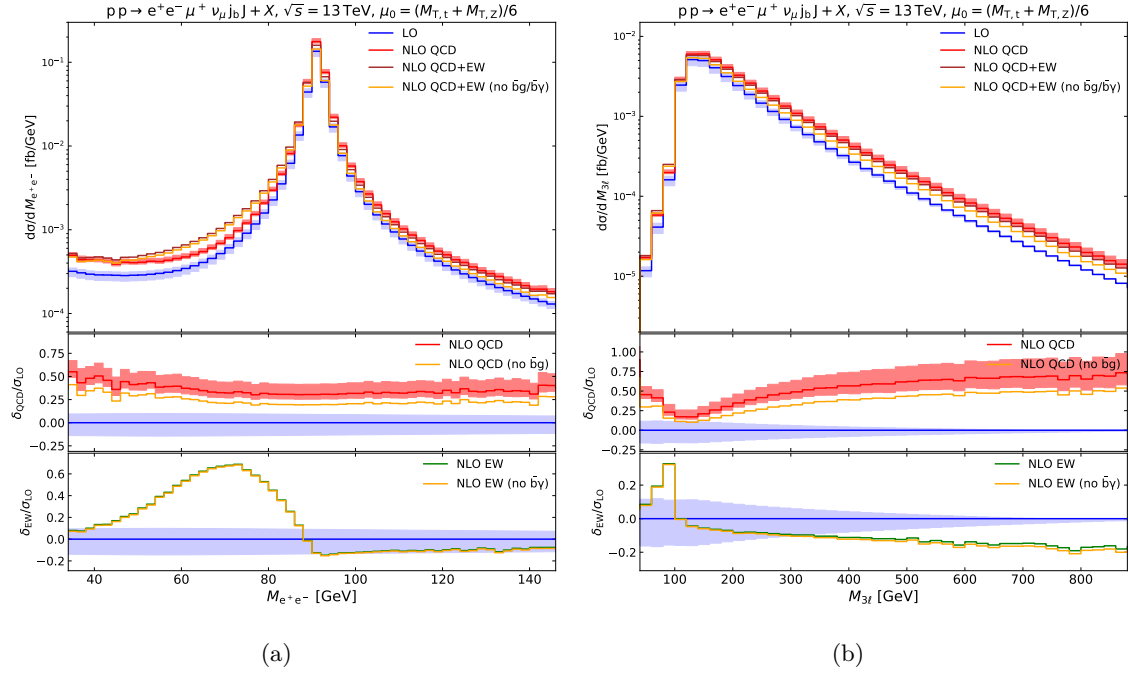 p p → e⁺e⁻ μ⁺ ν_μ j_b J + X, √s = 13 TeV, μ₀ = (M_T,t + M_T,Z)/6
LO
NLO QCD
NLO QCD+EW
NLO QCD+EW (no b̄g/b̄γ)
dσ/d M_e⁺e⁻ [fb/GeV]
10⁻¹
10⁻²
10⁻³
10⁻⁴
NLO QCD
NLO QCD (no b̄g)
δ_QCD/σ_LO
0.75
0.50
0.25
0.00
−0.25
NLO EW
NLO EW (no b̄γ)
δ_EW/σ_LO
0.6
0.4
0.2
0.0
−0.2
40 60 80 100 120 140
M_e⁺e⁻ [GeV]
(a)
p p → e⁺e⁻ μ⁺ ν_μ j_b J + X, √s = 13 TeV, μ₀ = (M_T,t + M_T,Z)/6
LO
NLO QCD
NLO QCD+EW
NLO QCD+EW (no b̄g/b̄γ)
dσ/d M_3ℓ [fb/GeV]
10⁻²
10⁻³
10⁻⁴
10⁻⁵
NLO QCD
NLO QCD (no b̄g)
δ_QCD/σ_LO
1.00
0.75
0.50
0.25
0.00
−0.25
NLO EW
NLO EW (no b̄γ)
δ_EW/σ_LO
0.2
0.0
−0.2
100 200 300 400 500 600 700 800
M_3ℓ [GeV]
(b)